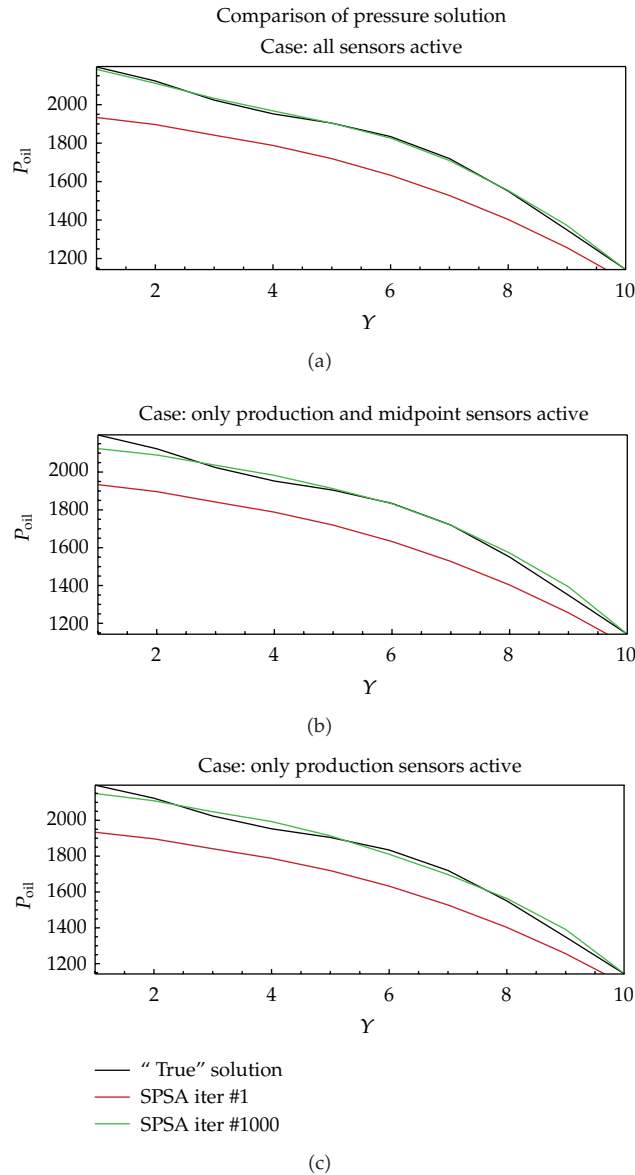 Comparison of pressure solution
Case: all sensors active
2000
1800
1600
1400
1200
P_oil
2 4 6 8 10
Y
(a)
Case: only production and midpoint sensors active
2000
1800
1600
1400
1200
P_oil
2 4 6 8 10
Y
(b)
Case: only production sensors active
2000
1800
1600
1400
1200
P_oil
2 4 6 8 10
Y
“ True” solution
SPSA iter #1
SPSA iter #1000
(c)